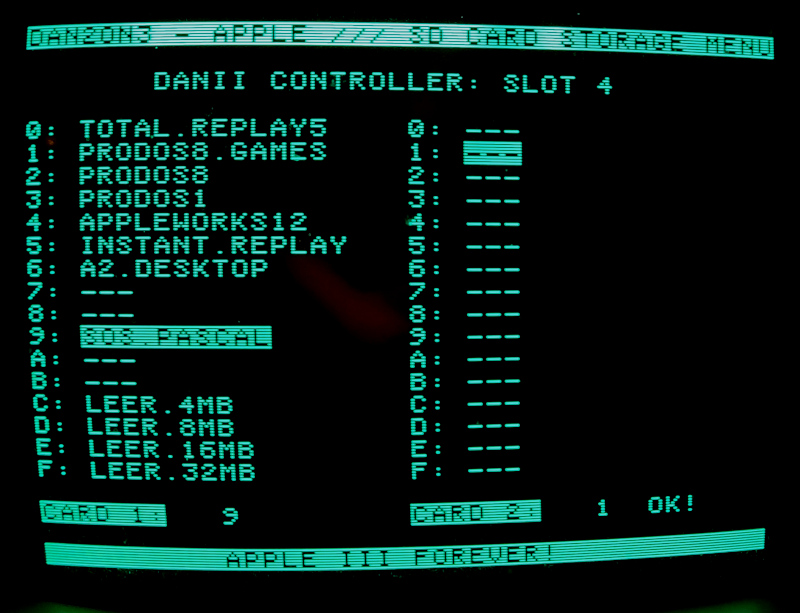 DAN2ON3 - APPLE /// SD CARD STORAGE MENU
DANII CONTROLLER: SLOT 4
0: TOTAL.REPLAY5 0: ---
1: PRODOS8.GAMES 1: ---
2: PRODOS8 2: ---
3: PRODOS1 3: ---
4: APPLEWORKS12 4: ---
5: INSTANT.REPLAY 5: ---
6: A2.DESKTOP 6: ---
7: --- 7: ---
8: --- 8: ---
9: SOS.PASCAL 9: ---
A: --- A: ---
B: --- B: ---
C: LEER.4MB C: ---
D: LEER.8MB D: ---
E: LEER.16MB E: ---
F: LEER.32MB F: ---
CARD 1: 9 CARD 2: 1 OK!
APPLE III FOREVER!